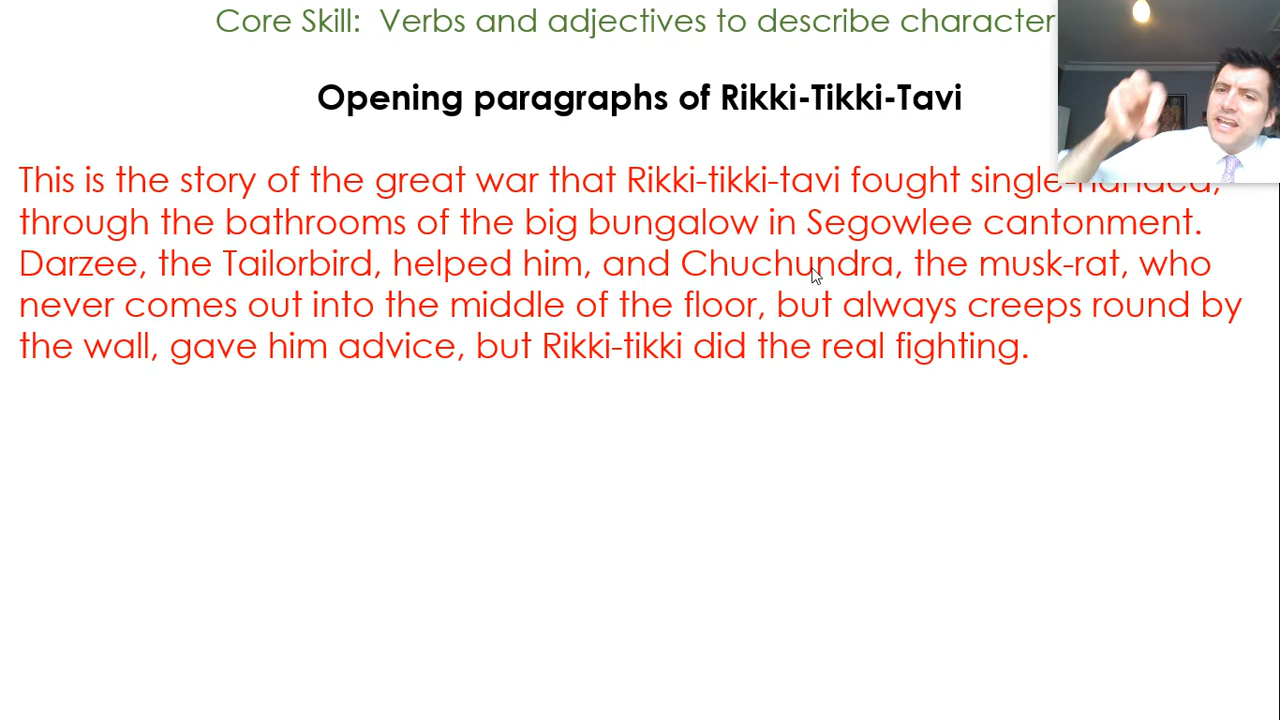 Core Skill:  Verbs and adjectives to describe character
Opening paragraphs of Rikki-Tikki-Tavi
This is the story of the great war that Rikki-tikki-tavi fought single-handed,
through the bathrooms of the big bungalow in Segowlee cantonment.
Darzee, the Tailorbird, helped him, and Chuchundra, the musk-rat, who
never comes out into the middle of the floor, but always creeps round by
the wall, gave him advice, but Rikki-tikki did the real fighting.